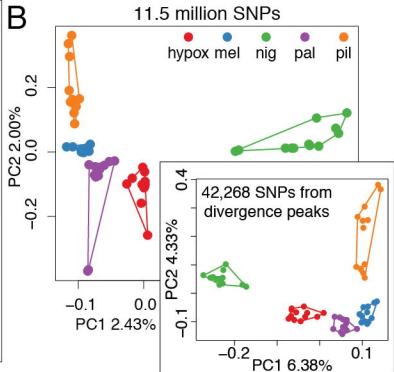 B
11.5 million SNPs
hypox mel nig pal pil
PC2 2.00%
0.2
0.0
−0.2
−0.1 0.0
PC1 2.43%
42,268 SNPs from
divergence peaks
PC2 4.33%
0.4
−0.1
−0.2 0.1
PC1 6.38%